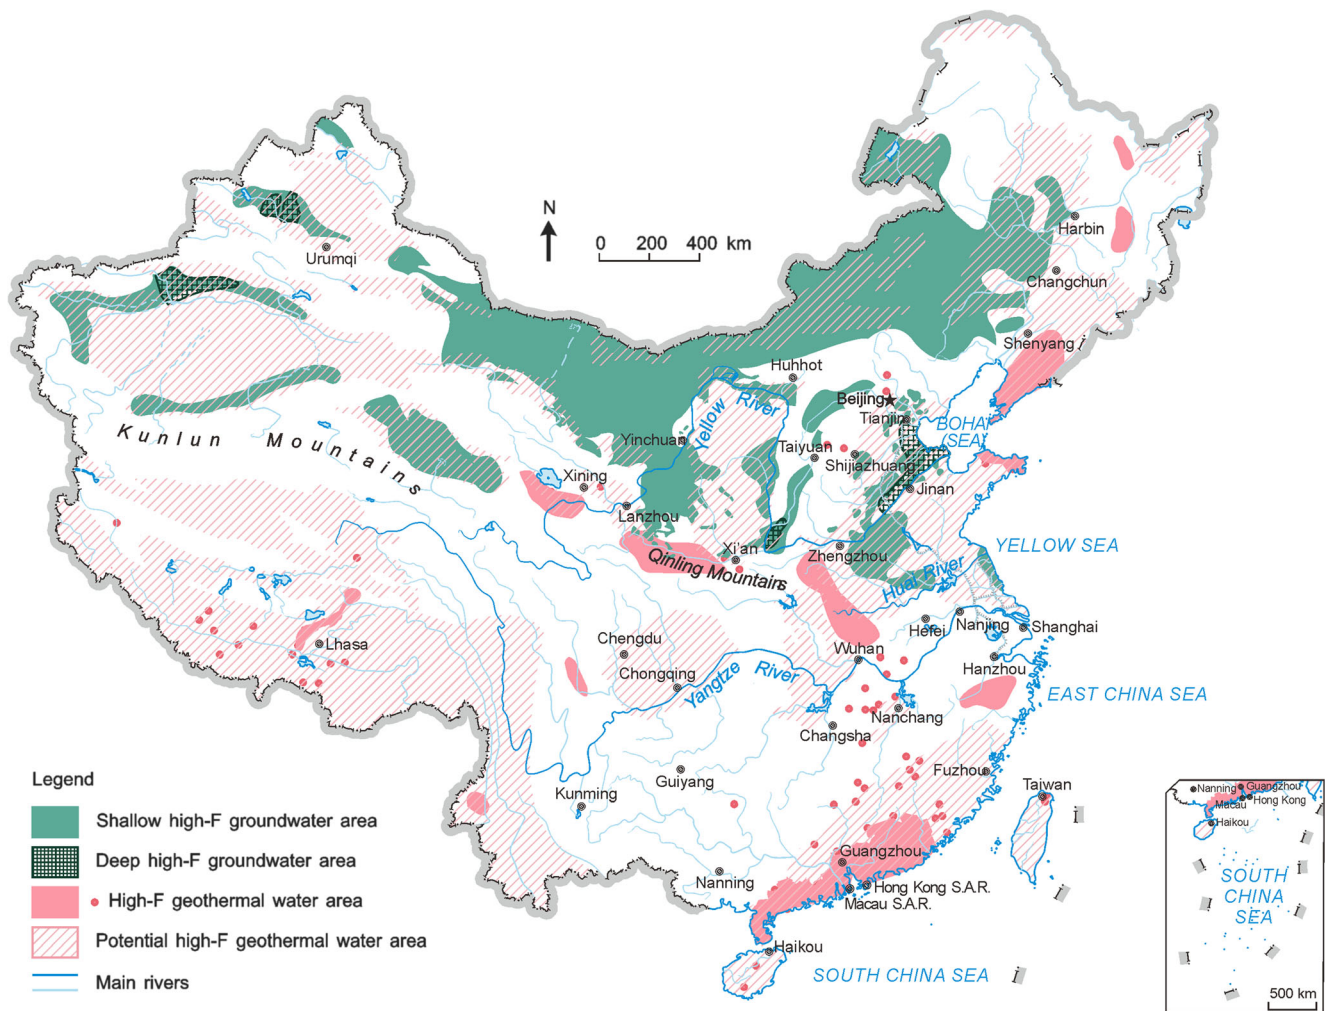 N
0 200 400 km
Urumqi
Harbin
Changchun
Shenyang
Huhhot
Beijing
Tianjin
BOHAI
(SEA)
Yellow River
Yinchuan
Taiyuan
Shijiazhuang
Jinan
Kunlun Mountains
Xining
Lanzhou
Xi'an
Zhengzhou
Qinling Mountains
YELLOW SEA
Huai River
Hefei
Nanjing
Shanghai
Lhasa
Chengdu
Wuhan
Hanzhou
Chongqing
Yangtze River
EAST CHINA SEA
Nanchang
Changsha
Guiyang
Fuzhou
Kunming
Taiwan
Guangzhou
Nanning
Hong Kong S.A.R.
Macau S.A.R.
Haikou
SOUTH CHINA SEA
Legend
Shallow high-F groundwater area
Deep high-F groundwater area
High-F geothermal water area
Potential high-F geothermal water area
Main rivers
Nanning
Guangzhou
Macau
Hong Kong
Haikou
SOUTH
CHINA
SEA
500 km